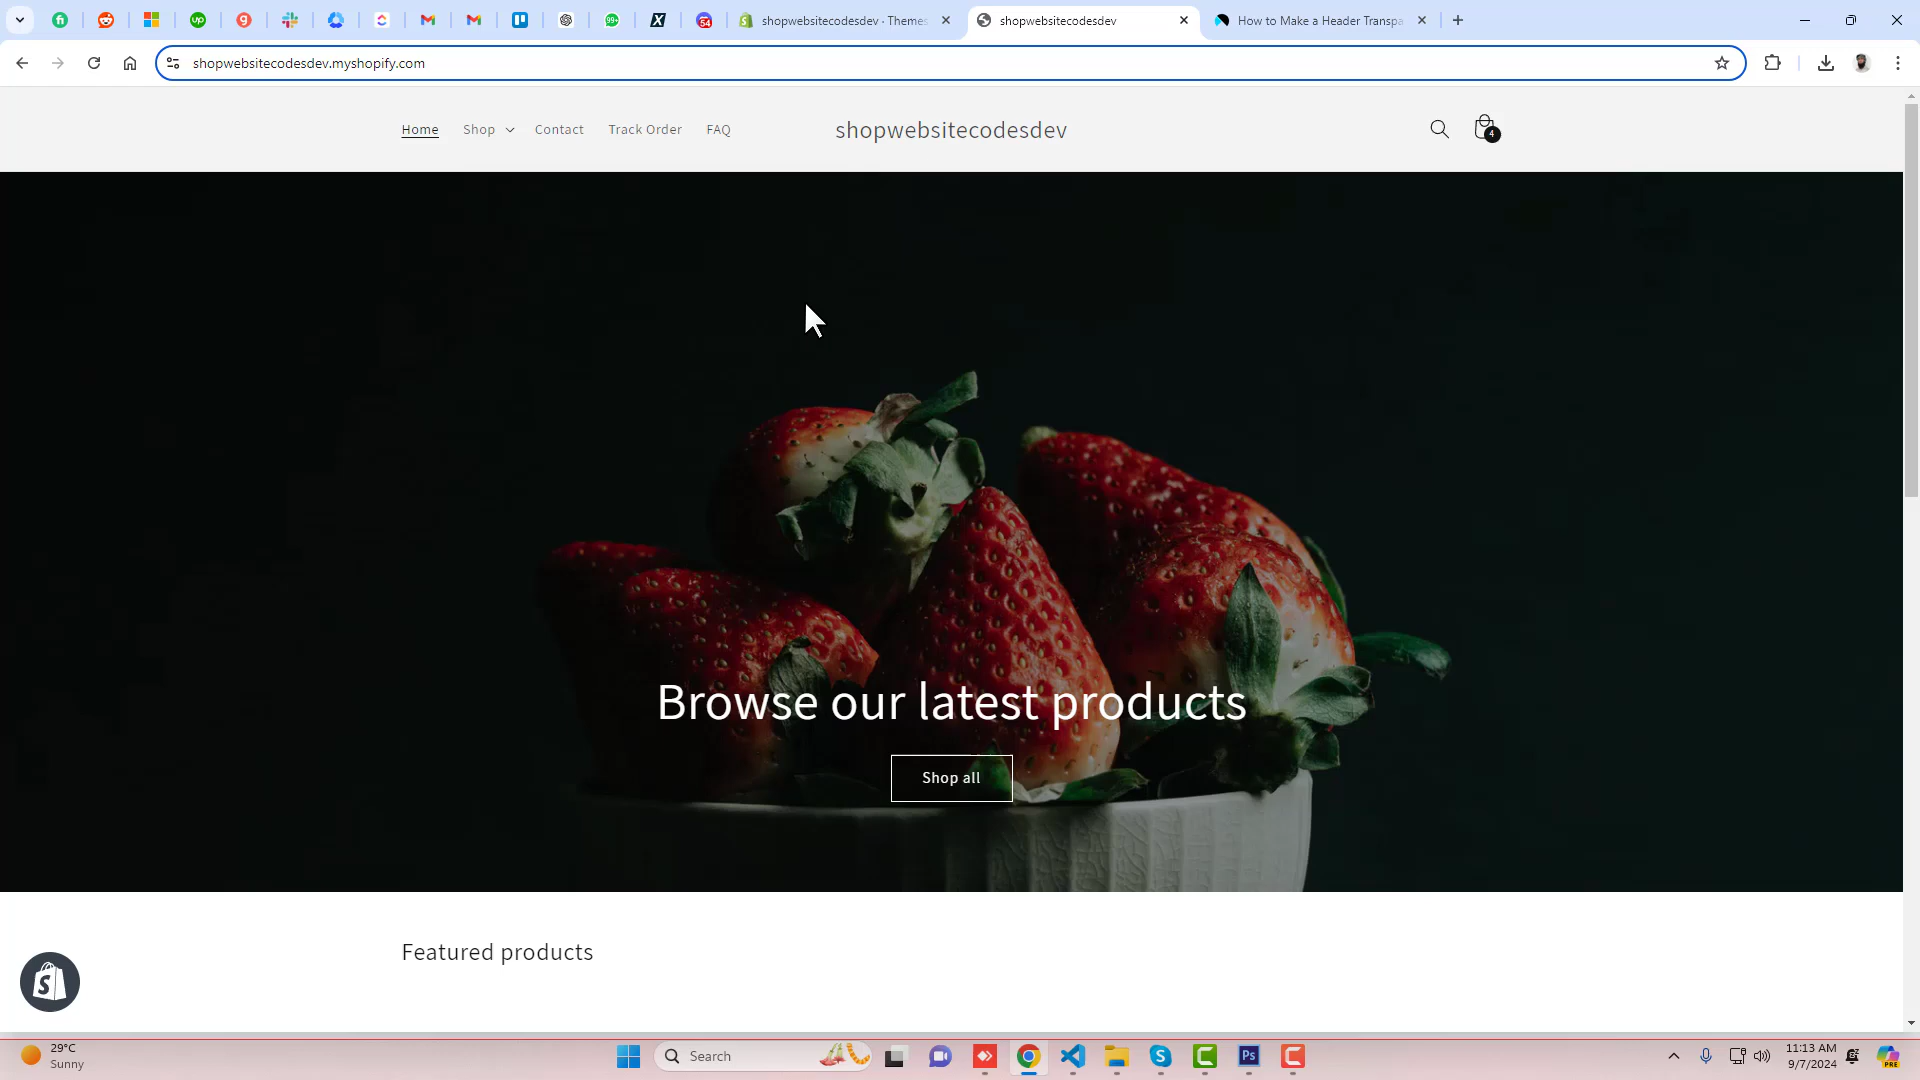 shopwebsitecodesdev · Themes
shopwebsitecodesdev
How to Make a Header Transpa
shopwebsitecodesdev.myshopify.com
Home
Shop
Contact
Track Order
FAQ
shopwebsitecodesdev
4
Browse our latest products
Shop all
Featured products
29°C
Sunny
Search
11:13 AM
9/7/2024